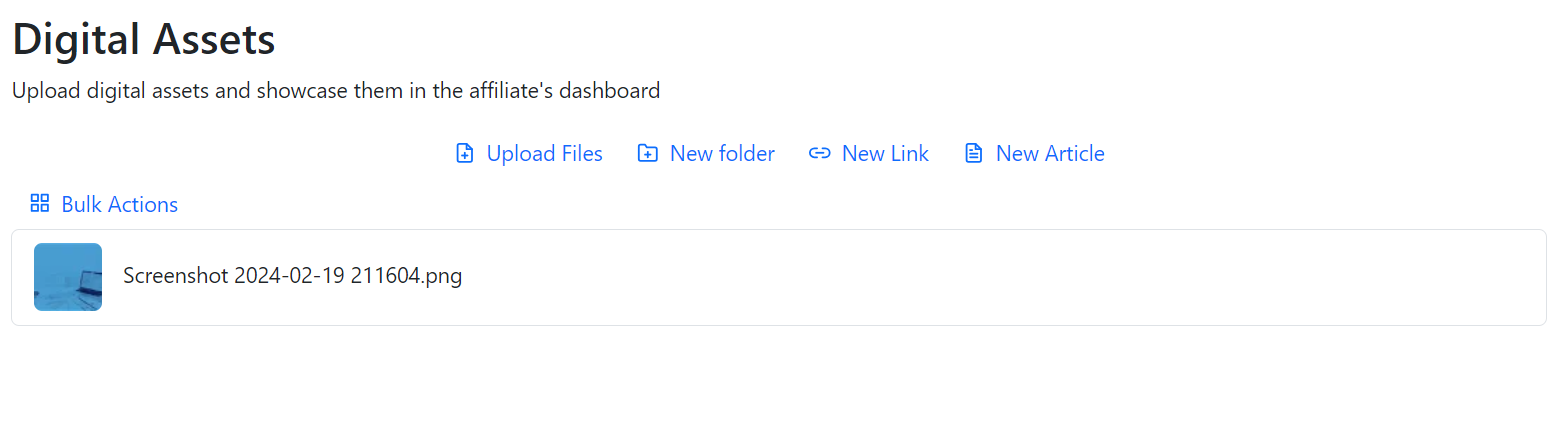 Digital Assets
Upload digital assets and showcase them in the affiliate's dashboard
Upload Files New folder New Link New Article
Bulk Actions
Screenshot 2024-02-19 211604.png